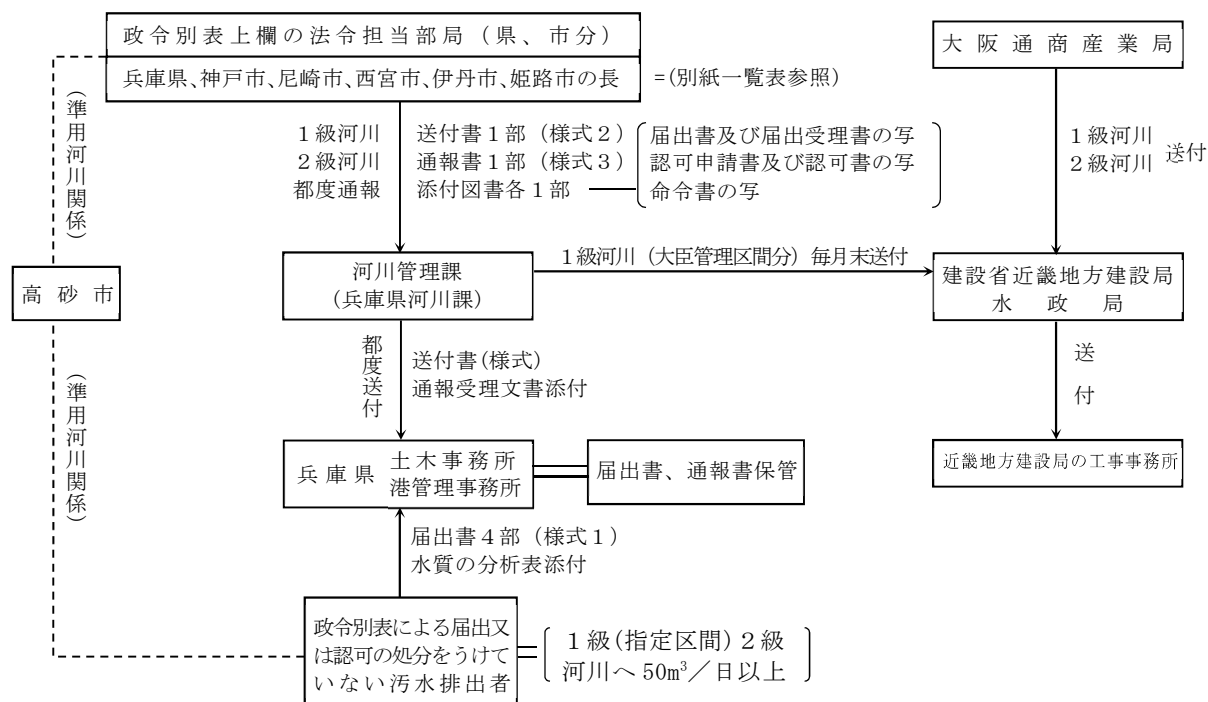 政令別表上欄の法令担当部局（県、市分）
兵庫県、神戸市、尼崎市、西宮市、伊丹市、姫路市の長
=(別紙一覧表参照)
大阪通商産業局
（準用河川関係）
1級河川
2級河川
都度通報
送付書1部（様式2）
通報書1部（様式3）
添付図書各1部
届出書及び届出受理書の写
認可申請書及び認可書の写
命令書の写
1級河川
2級河川
送付
高砂市
河川管理課
(兵庫県河川課)
1級河川（大臣管理区間分）毎月末送付
建設省近畿地方建設局
水政局
都度送付
送付書(様式)
通報受理文書添付
送付
（準用河川関係）
兵庫県
土木事務所
港管理事務所
届出書、通報書保管
近畿地方建設局の工事事務所
届出書4部（様式1）
水質の分析表添付
政令別表による届出又
は認可の処分をうけて
いない汚水排出者
1級(指定区間)2級
河川へ50m³／日以上